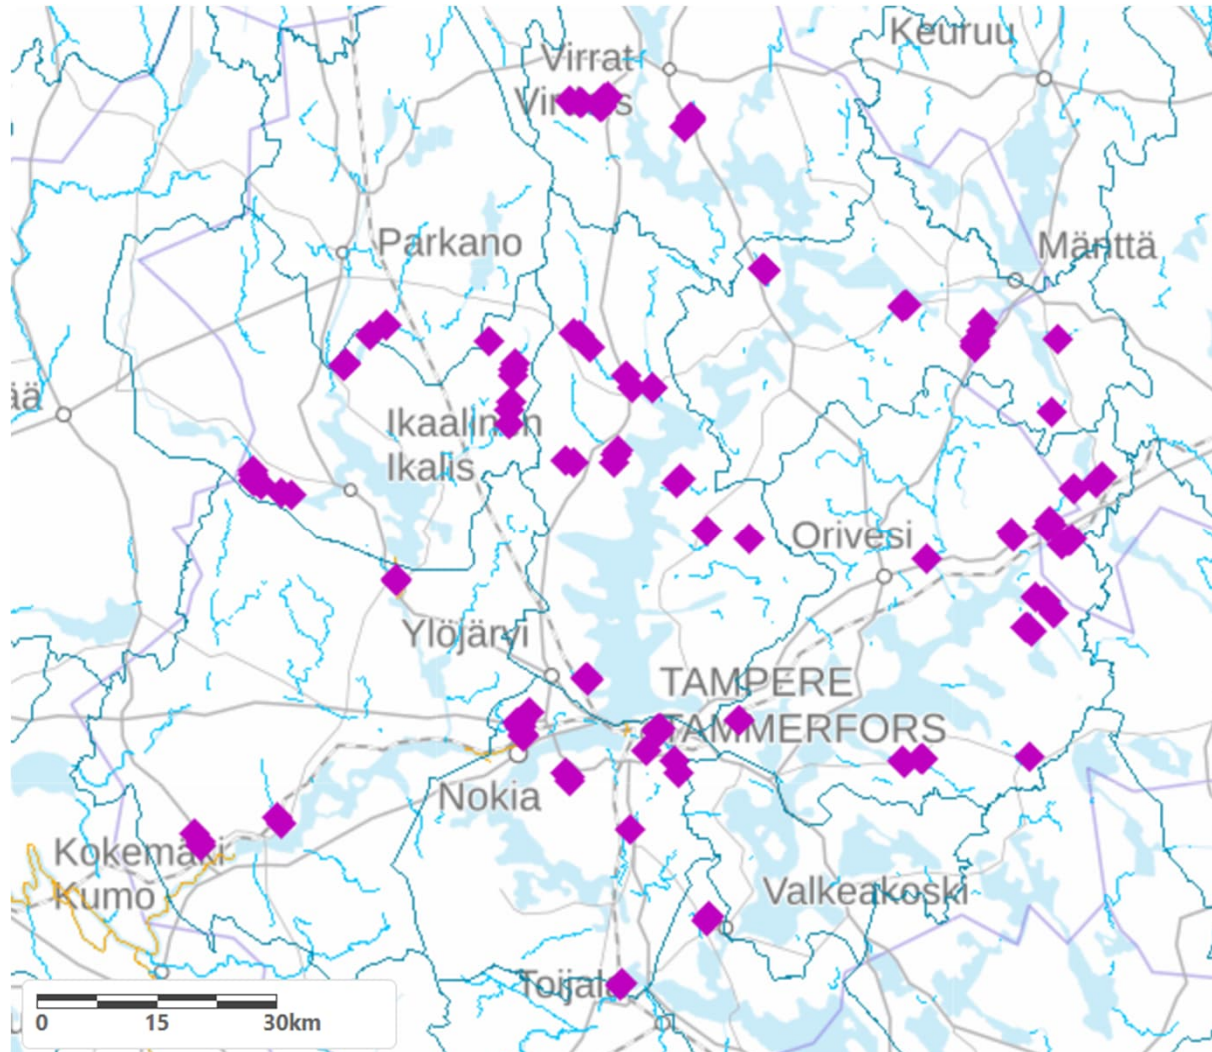 Keuruu
Virrat
Parkano
Mänttä
Ikaalinen
Ikalis
Orivesi
Ylöjärvi
TAMPERE
TAMMERFORS
Nokia
Kokemäki
Kumo
Valkeakoski
Toijala
0 15 30km